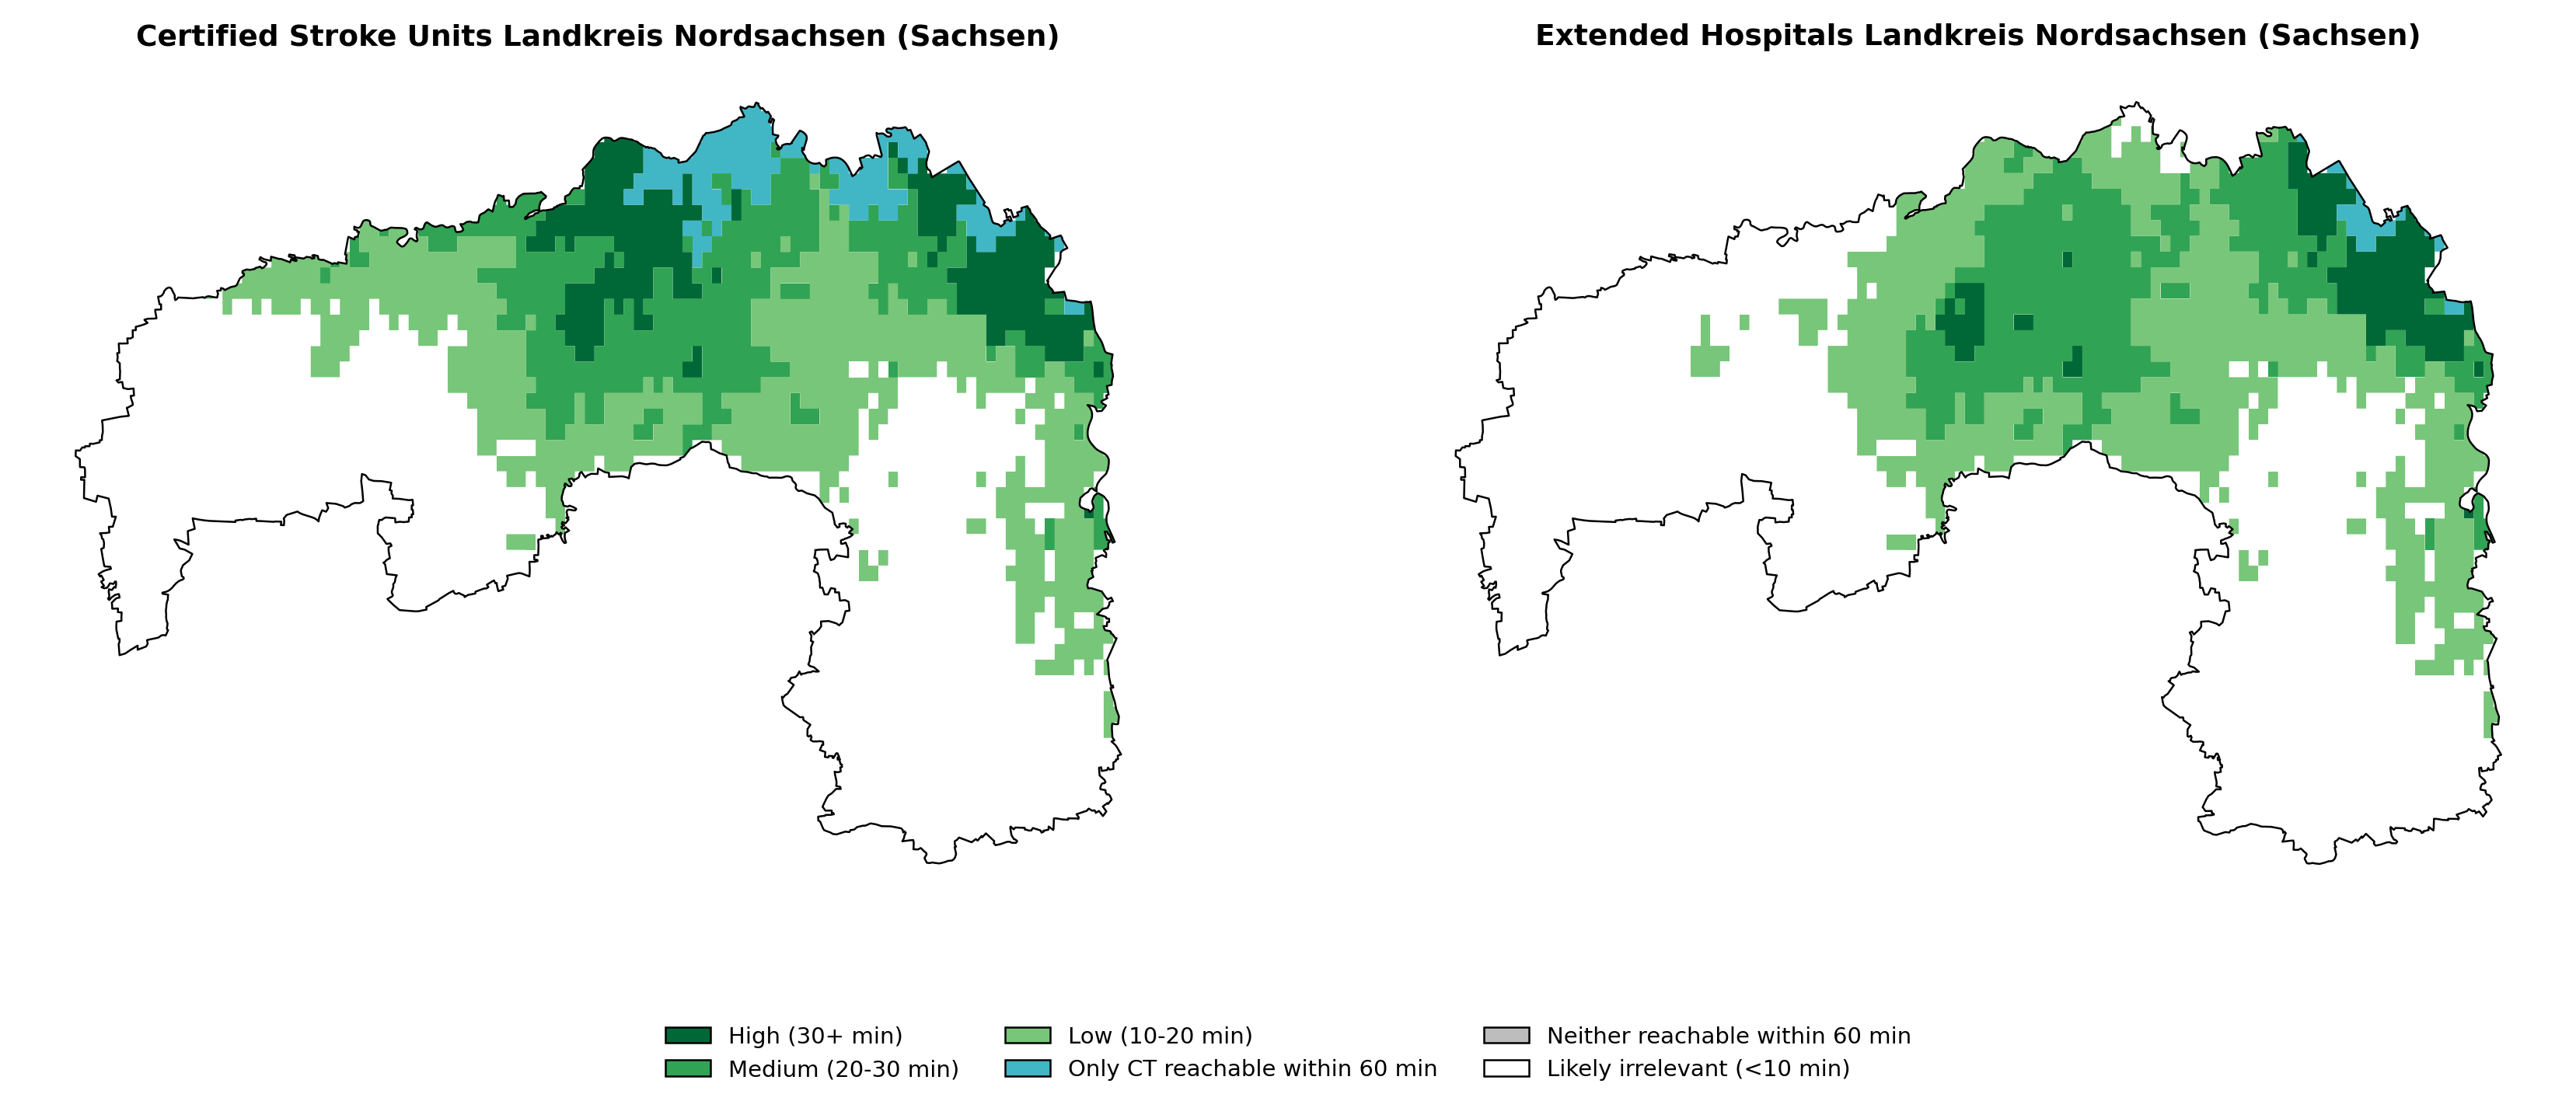 Certified Stroke Units Landkreis Nordsachsen (Sachsen)
Extended Hospitals Landkreis Nordsachsen (Sachsen)
High (30+ min)
Medium (20-30 min)
Low (10-20 min)
Only CT reachable within 60 min
Neither reachable within 60 min
Likely irrelevant (<10 min)